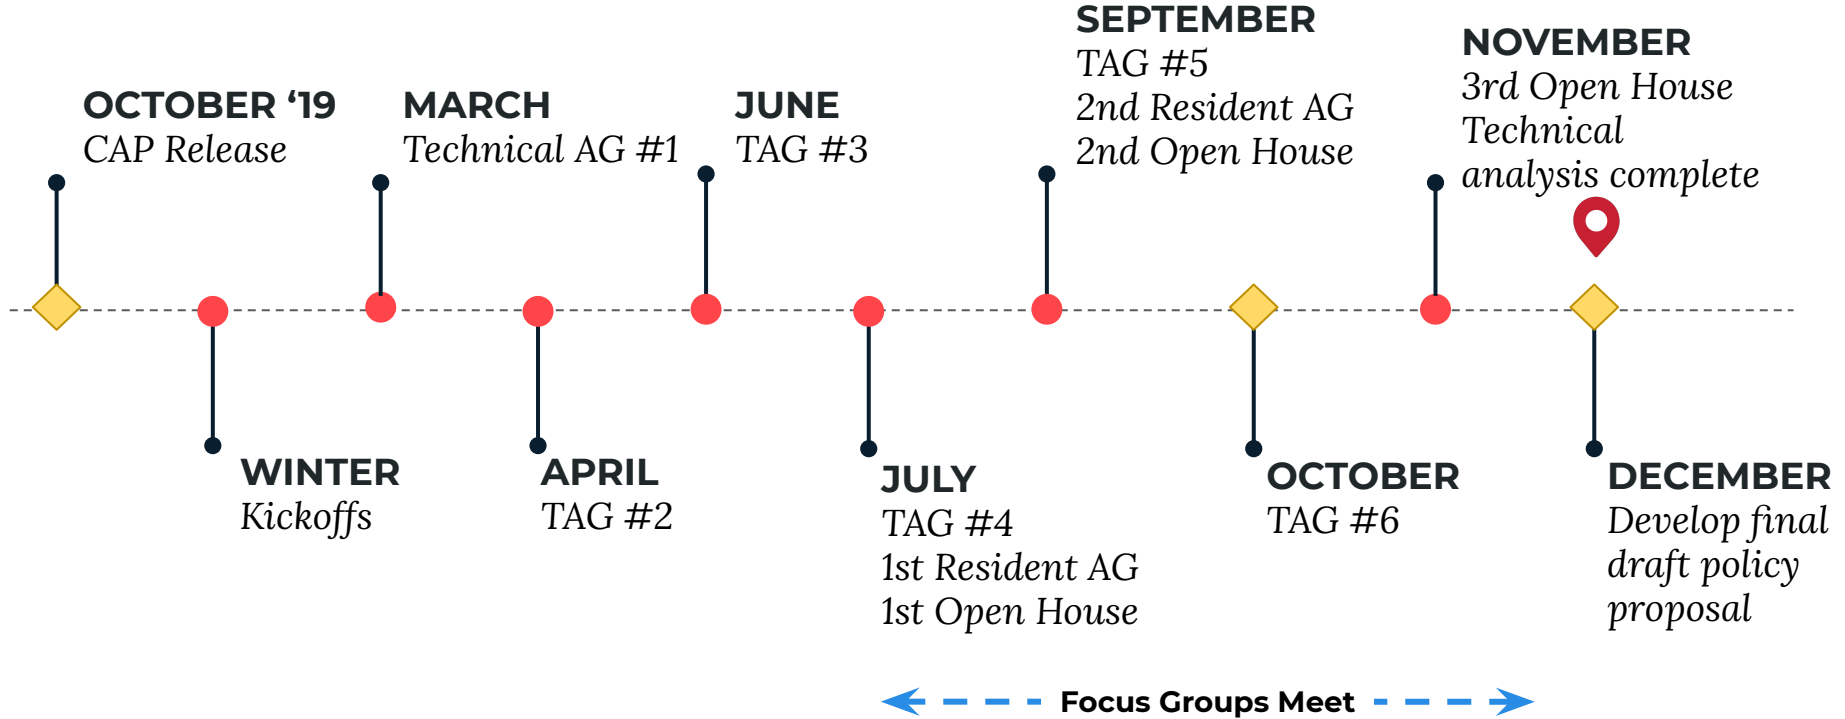 OCTOBER ‘19
CAP Release
WINTER
Kickoffs
MARCH
Technical AG #1
APRIL
TAG #2
JUNE
TAG #3
JULY
TAG #4
1st Resident AG
1st Open House
SEPTEMBER
TAG #5
2nd Resident AG
2nd Open House
OCTOBER
TAG #6
NOVEMBER
3rd Open House
Technical
analysis complete
DECEMBER
Develop final
draft policy
proposal
Focus Groups Meet